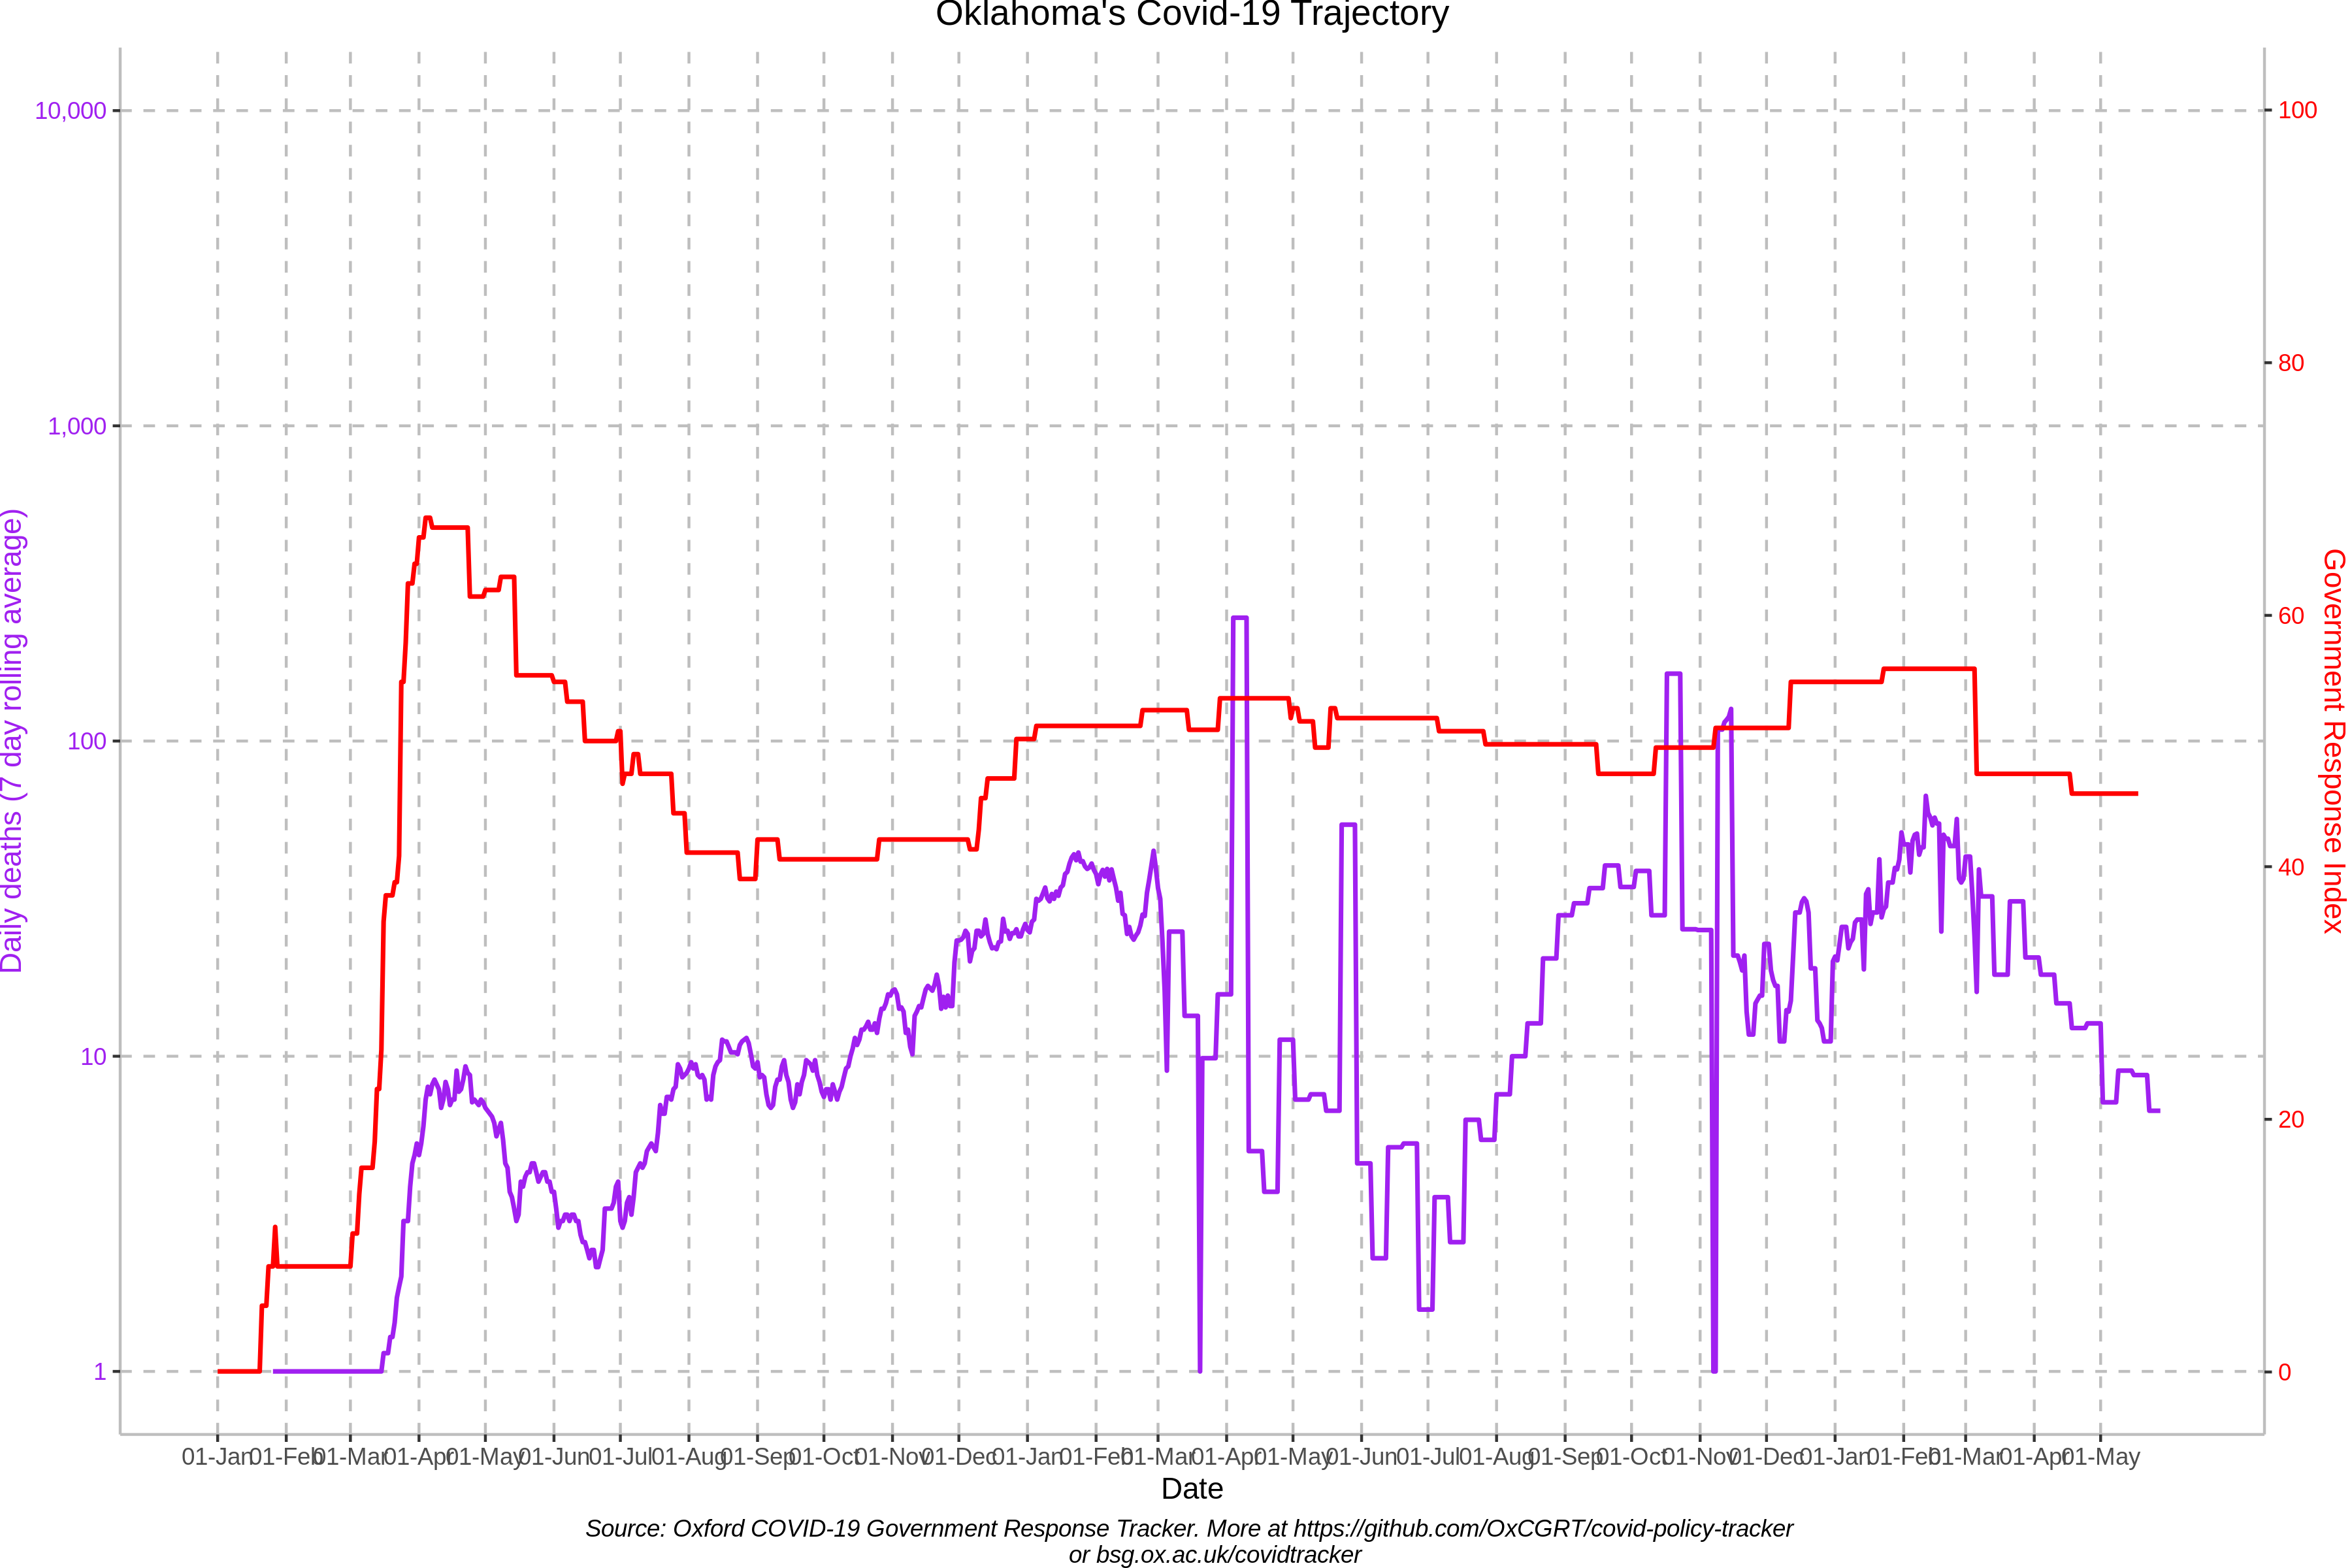 Oklahoma's Covid-19 Trajectory
10,000
1,000
100
10
1
Daily deaths (7 day rolling average)
100
80
60
40
20
0
Government Response Index
01-Jan 01-Feb 01-Mar 01-Apr 01-May 01-Jun 01-Jul 01-Aug 01-Sep 01-Oct 01-Nov 01-Dec 01-Jan 01-Feb 01-Mar 01-Apr 01-May 01-Jun 01-Jul 01-Aug 01-Sep 01-Oct 01-Nov 01-Dec 01-Jan 01-Feb 01-Mar 01-Apr 01-May
Date
Source: Oxford COVID-19 Government Response Tracker. More at https://github.com/OxCGRT/covid-policy-tracker
or bsg.ox.ac.uk/covidtracker